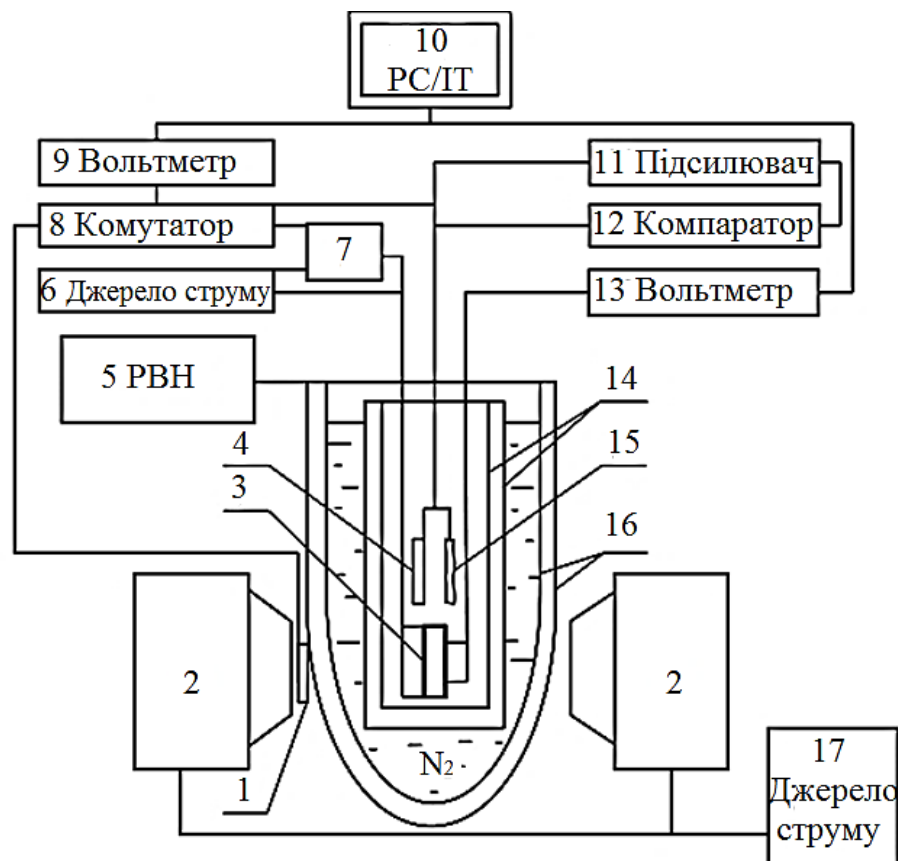 10
PC/IT
9 Вольтметр
11 Підсилювач
8 Комутатор
7
12 Компаратор
6 Джерело струму
13 Вольтметр
5 РВН
14
4
15
3
16
2
2
N₂
1
17
Джерело
струму